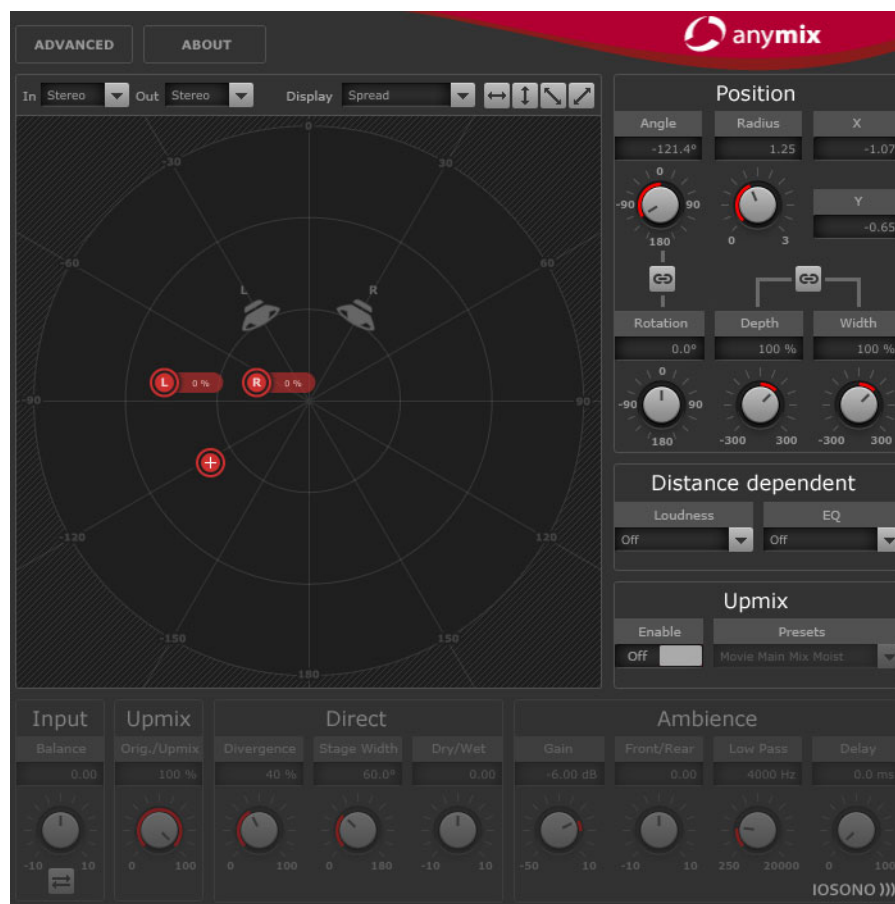 ADVANCED ABOUT anymix
In Stereo Out Stereo Display Spread
Position
Angle Radius X
-121.4° 1.25 -1.07
0
-90 90
180 0 3
Y
-0.65
Rotation Depth Width
0.0° 100 % 100 %
0
-90 90
180 -300 300 -300 300
0
-30 30
-60 60
L R
L 0 % R 0 %
-90 90
-120 120
-150 150
180
Distance dependent
Loudness EQ
Off Off
Upmix
Enable Presets
Off Movie Main Mix Moist
Input Upmix Direct Ambience
Balance Orig./Upmix Divergence Stage Width Dry/Wet Gain Front/Rear Low Pass Delay
0.00 100 % 40 % 60.0° 0.00 -6.00 dB 0.00 4000 Hz 0.0 ms
-10 10 0 100 0 100 0 180 -10 10 -50 10 -10 10 250 20000 0 100
IOSONO